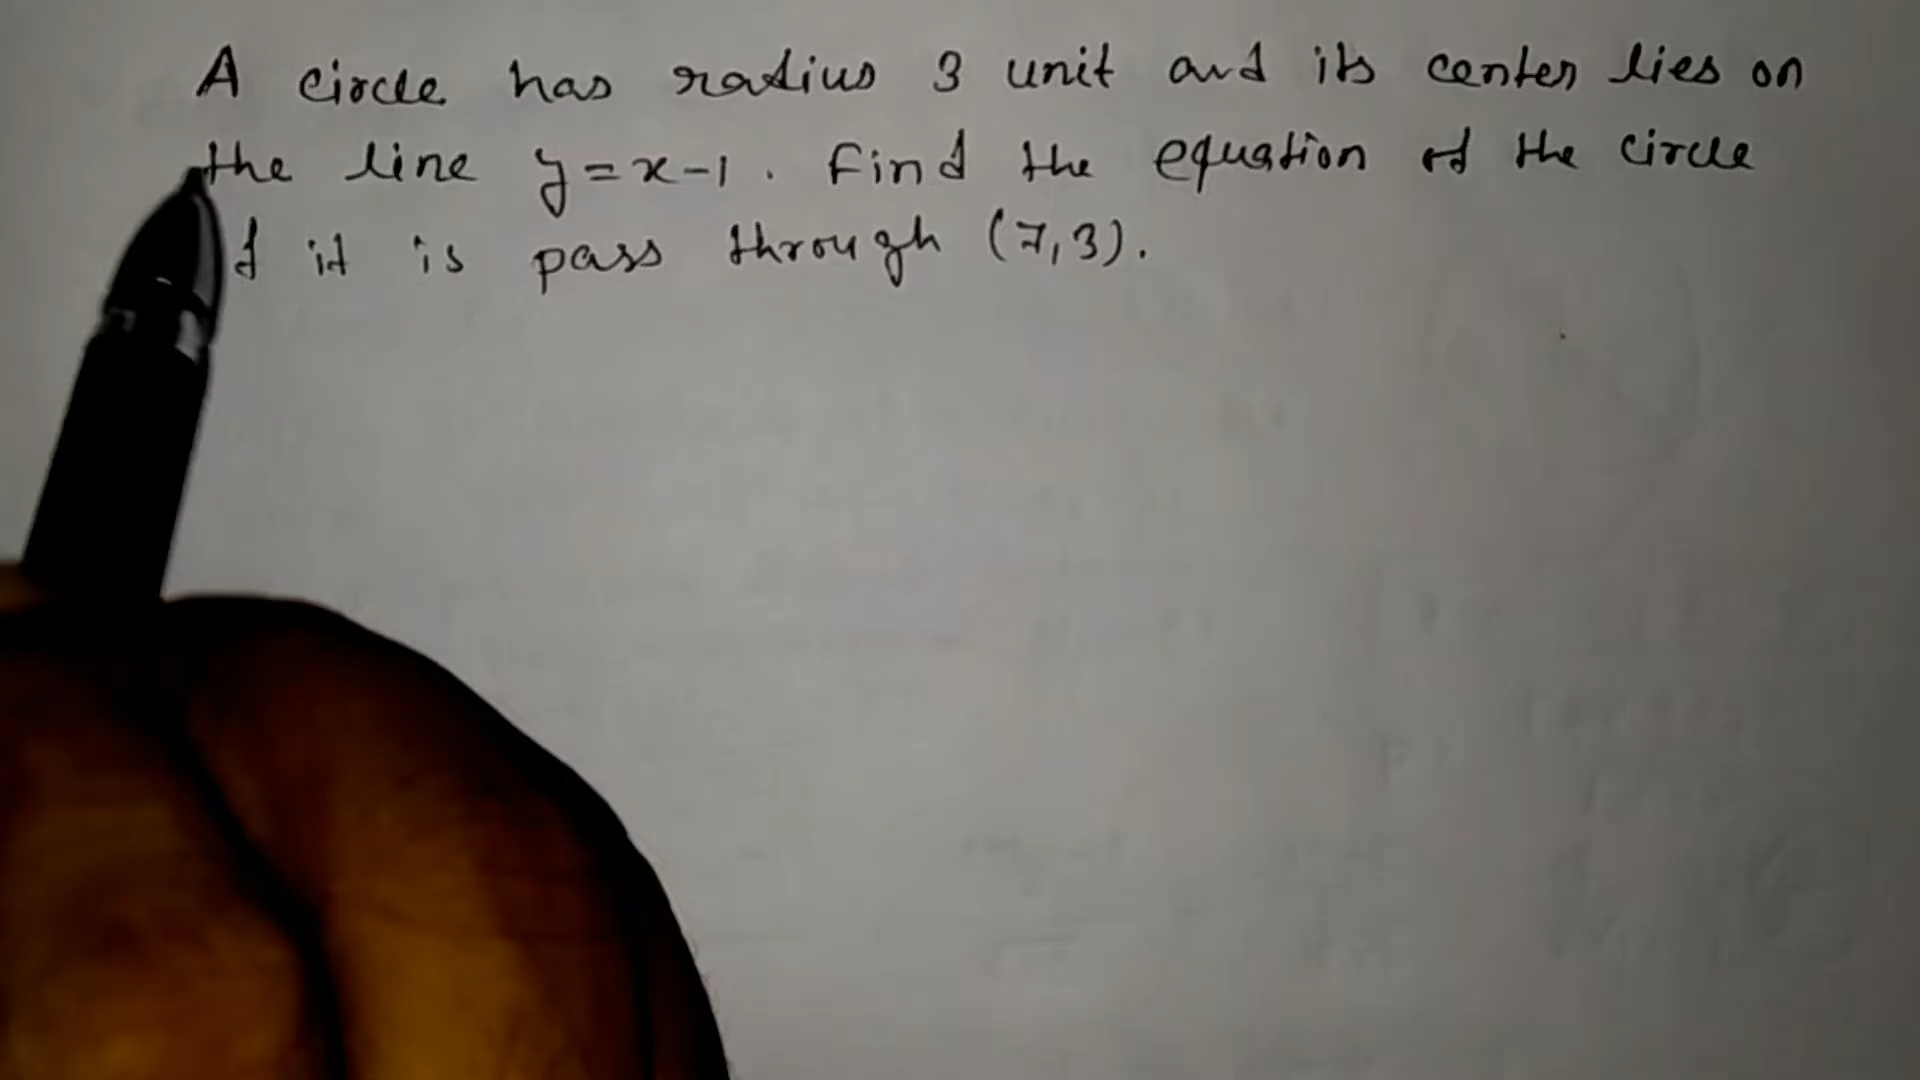 A circle has radius 3 unit and its center lies on
the line y=x-1. Find the equation of the circle
if it is pass through (7,3).